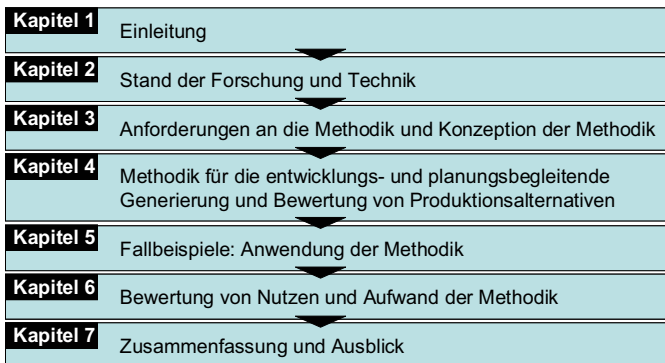 Kapitel 1
Einleitung
Kapitel 2
Stand der Forschung und Technik
Kapitel 3
Anforderungen an die Methodik und Konzeption der Methodik
Kapitel 4
Methodik für die entwicklungs- und planungsbegleitende
Generierung und Bewertung von Produktionsalternativen
Kapitel 5
Fallbeispiele: Anwendung der Methodik
Kapitel 6
Bewertung von Nutzen und Aufwand der Methodik
Kapitel 7
Zusammenfassung und Ausblick